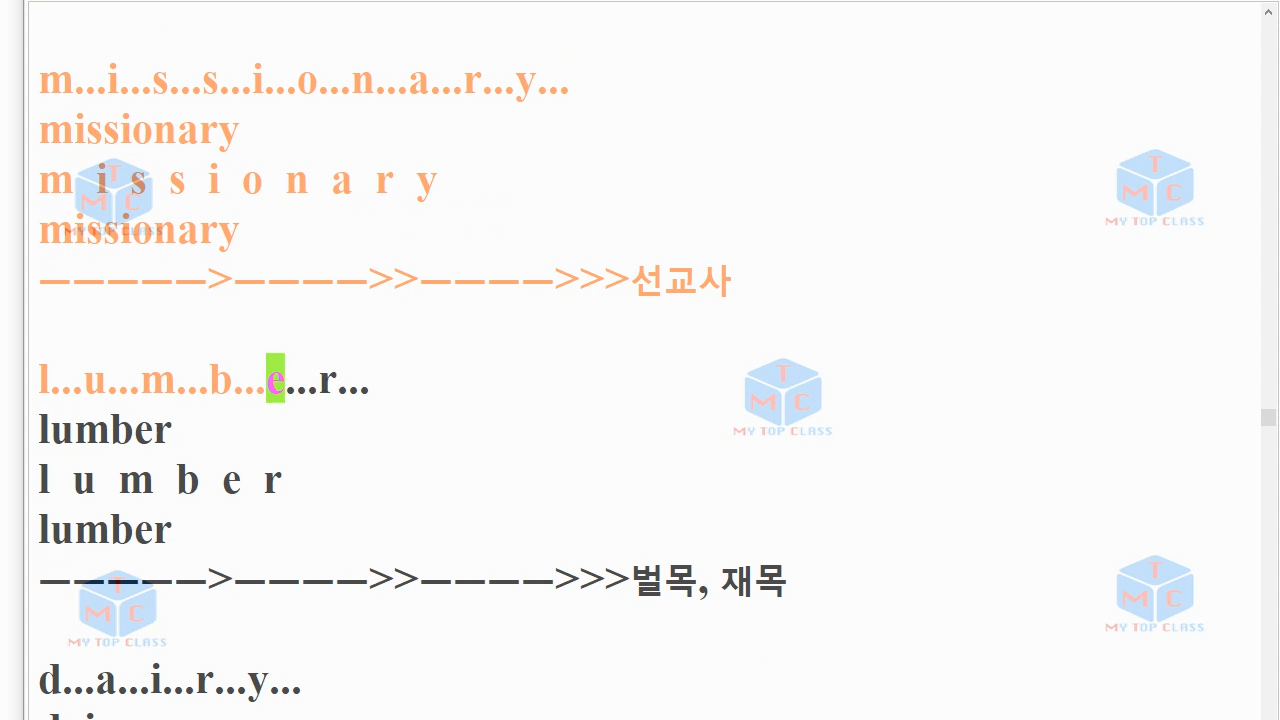 m...i...s...s...i...o...n...a...r...y...
missionary
m i s s i o n a r y
missionary
—————>————>>————>>>선교사
l...u...m...b...e...r...
lumber
l u m b e r
lumber
—————>————>>————>>>벌목, 재목
d...a...i...r...y...
T
M C
MY TOP CLASS
T
M C
MY TOP CLASS
T
M C
MY TOP CLASS
T
M C
MY TOP CLASS
T
M C
MY TOP CLASS